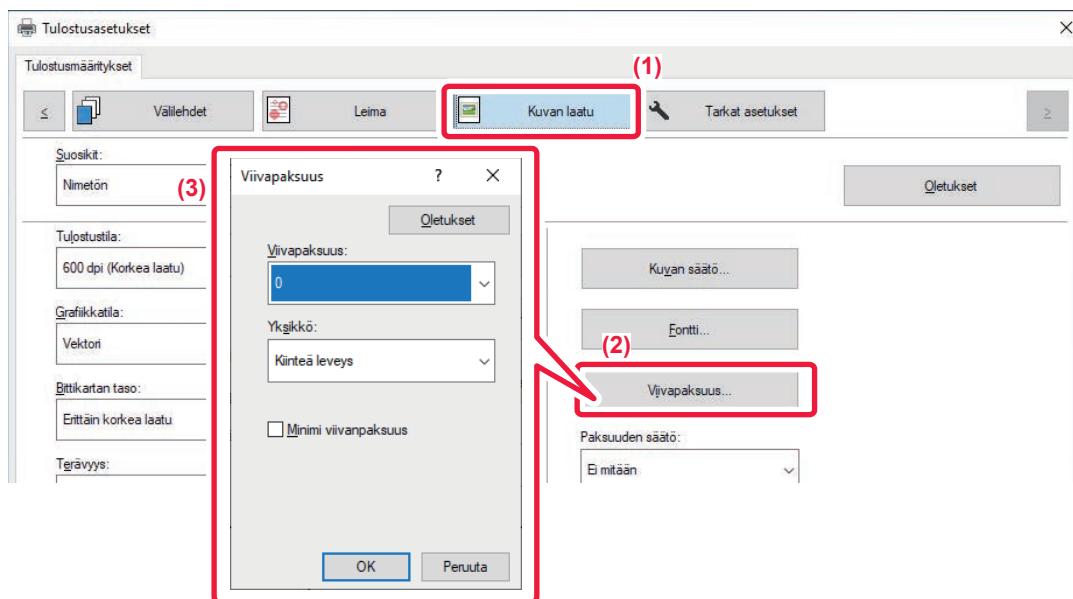 Tulostusasetukset
Tulostusmääritykset
(1)
≤ Välilehdet Leima Kuvan laatu Tarkat asetukset ≥
Suosikit:
Nimetön
(3)
Oletukset
Tulostustila:
600 dpi (Korkea laatu)
Grafiikkatila:
Vektori
Bittikartan taso:
Erittäin korkea laatu
Terävyys:
Viivapaksuus ?
Oletukset
Viivapaksuus:
0
Yksikkö:
Kiinteä leveys
Minimi viivanpaksuus
OK Peruuta
Kuvan säätö...
Fontti...
(2)
Viivapaksuus...
Paksuuden säätö:
Ei mitään